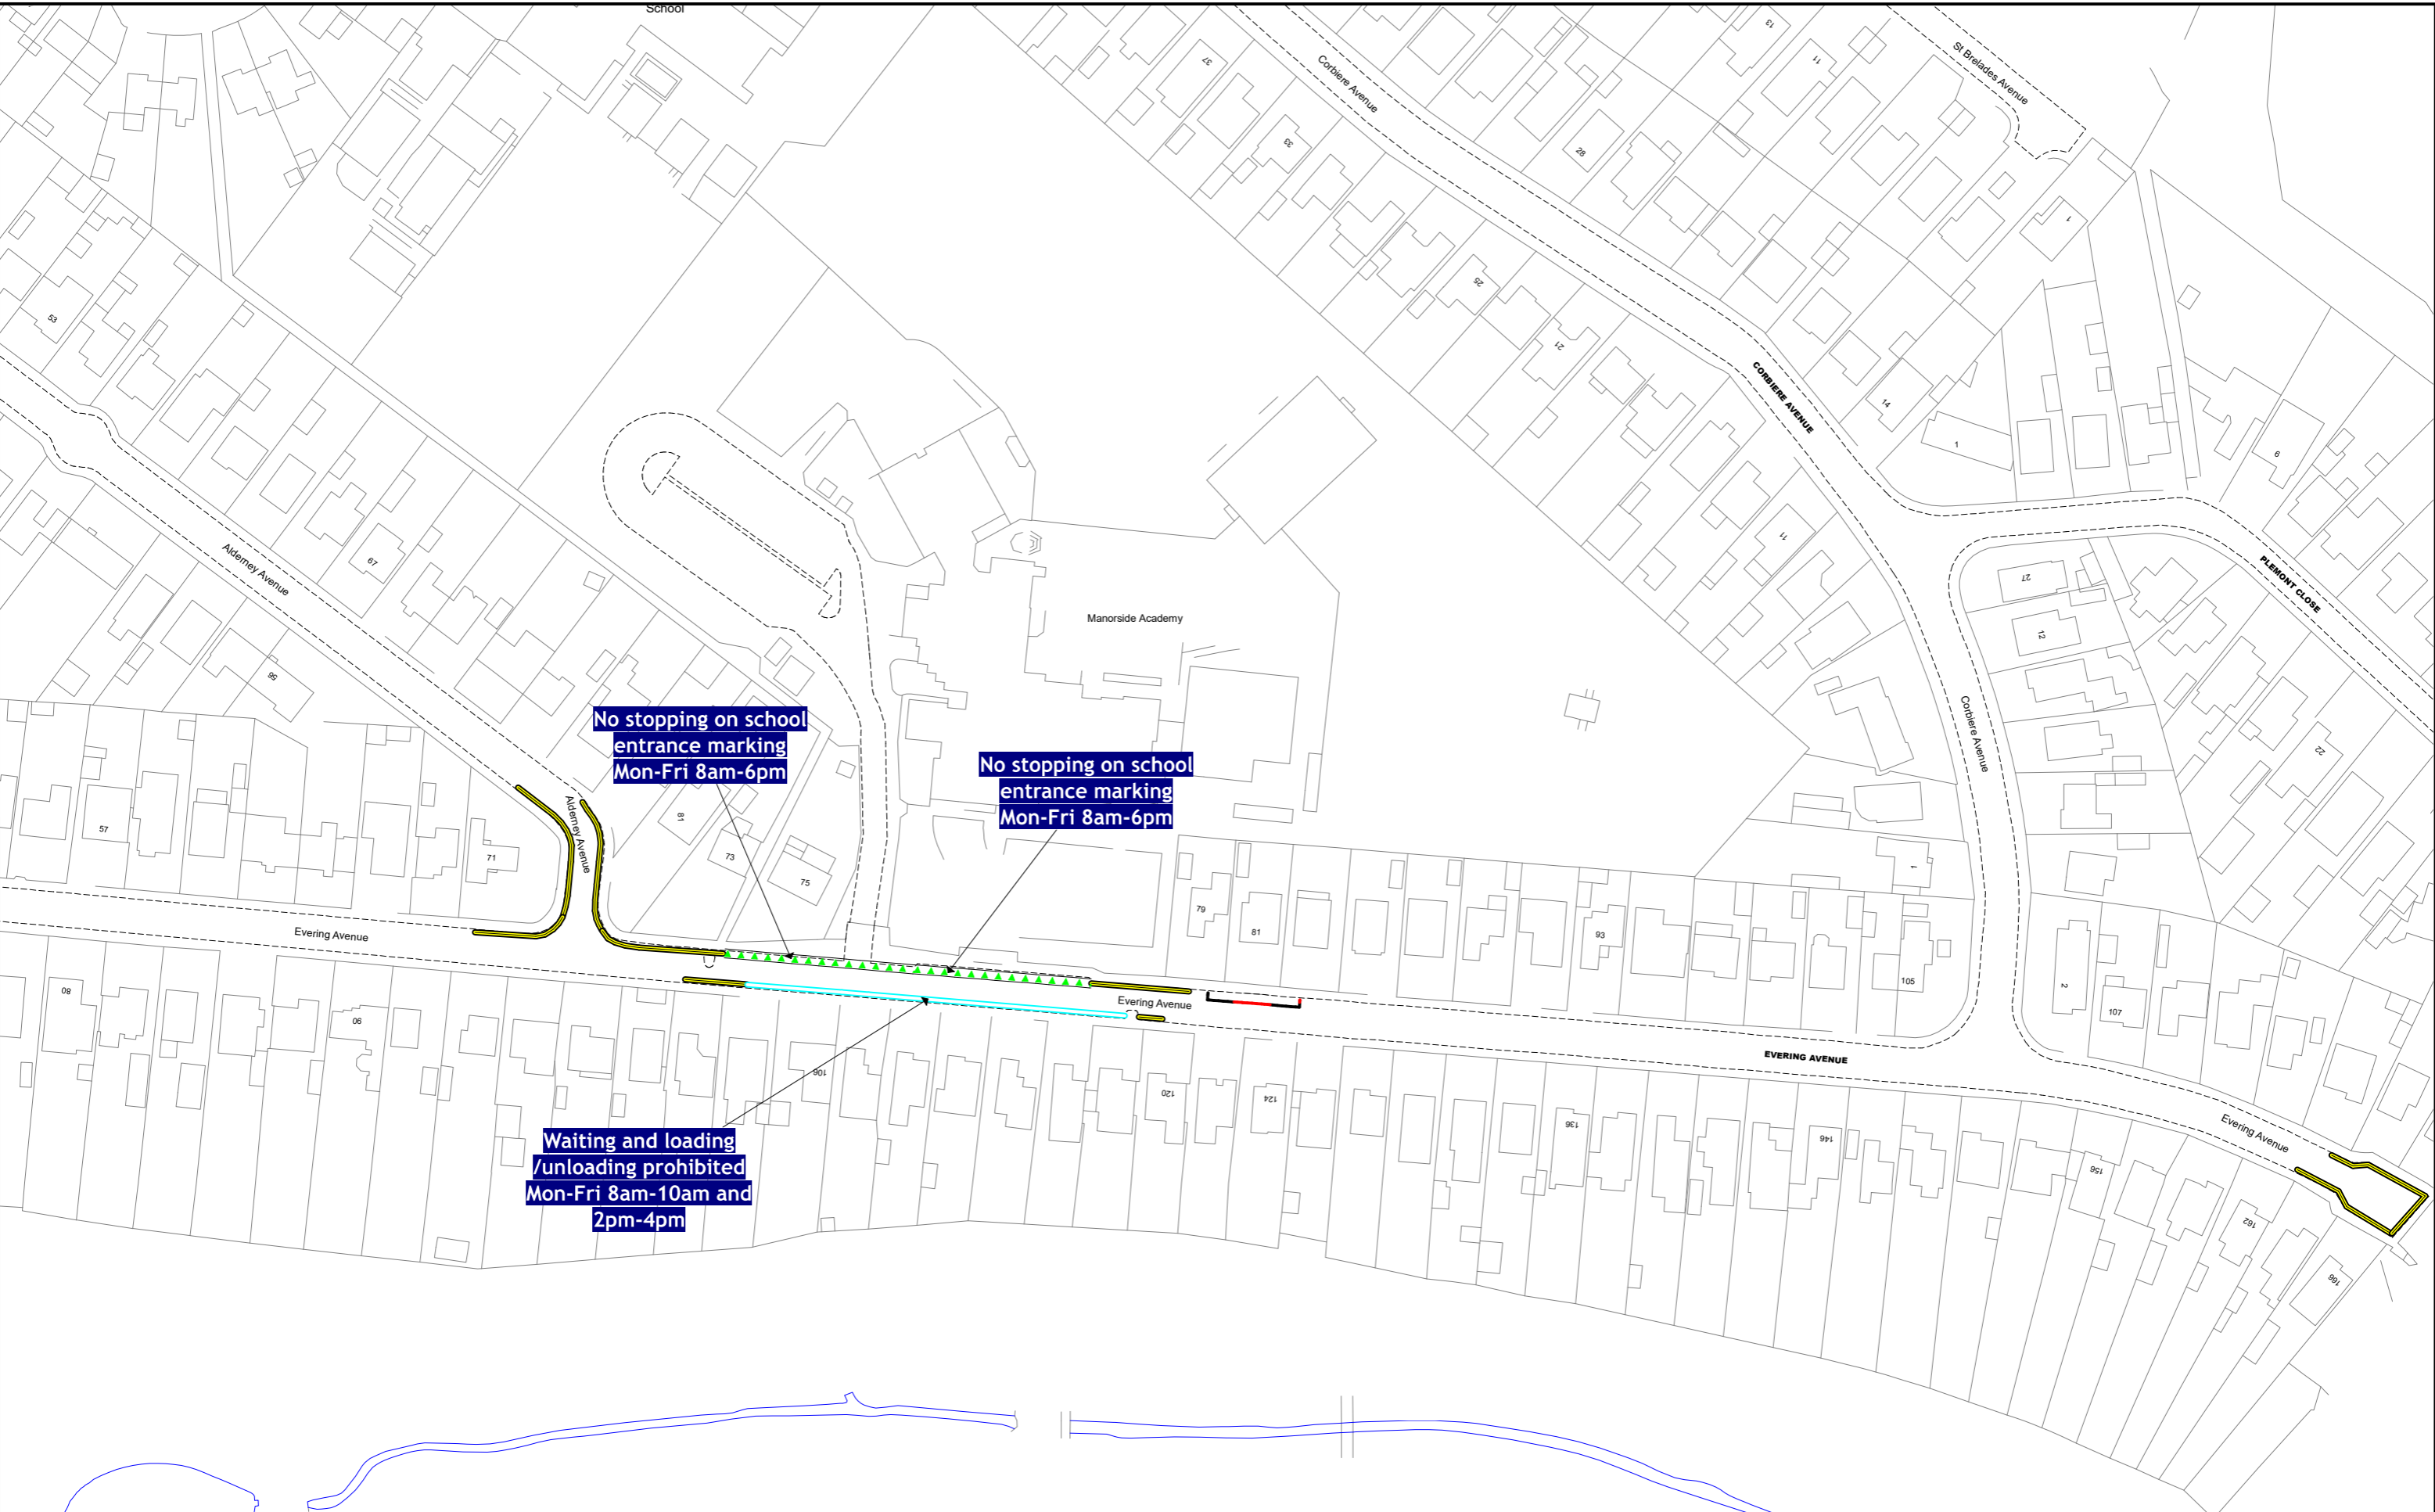 School
St Brelades Avenue
13
11
37
Corbiere Avenue
33
28
1
25
53
21
CORBIERE AVENUE
14
1
6
67
Alderney Avenue
11
27
PLEMONT CLOSE
Manorside Academy
12
56
Corbiere Avenue
22
No stopping on school
entrance marking
Mon-Fri 8am-6pm
No stopping on school
entrance marking
Mon-Fri 8am-6pm
57
Alderney Avenue
81
71
73
75
1
79
81
93
Evering Avenue
105
2
107
80
90
Evering Avenue
EVERING AVENUE
106
120
124
136
146
Evering Avenue
156
162
166
Waiting and loading
/unloading prohibited
Mon-Fri 8am-10am and
2pm-4pm